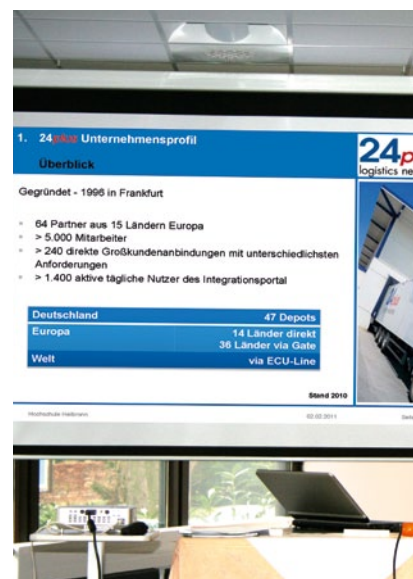 1. 24plus Unternehmensprofil
Überblick
24p
logistics ne
Gegründet - 1996 in Frankfurt
64 Partner aus 15 Ländern Europa
> 5.000 Mitarbeiter
> 240 direkte Großkundenanbindungen mit unterschiedlichsten
Anforderungen
> 1.400 aktive tägliche Nutzer des Integrationsportal
Deutschland 47 Depots
Europa 14 Länder direkt
36 Länder via Gate
Welt via ECU-Line
Stand 2010
Hochschule Heilbronn 02.02.2011 Seite